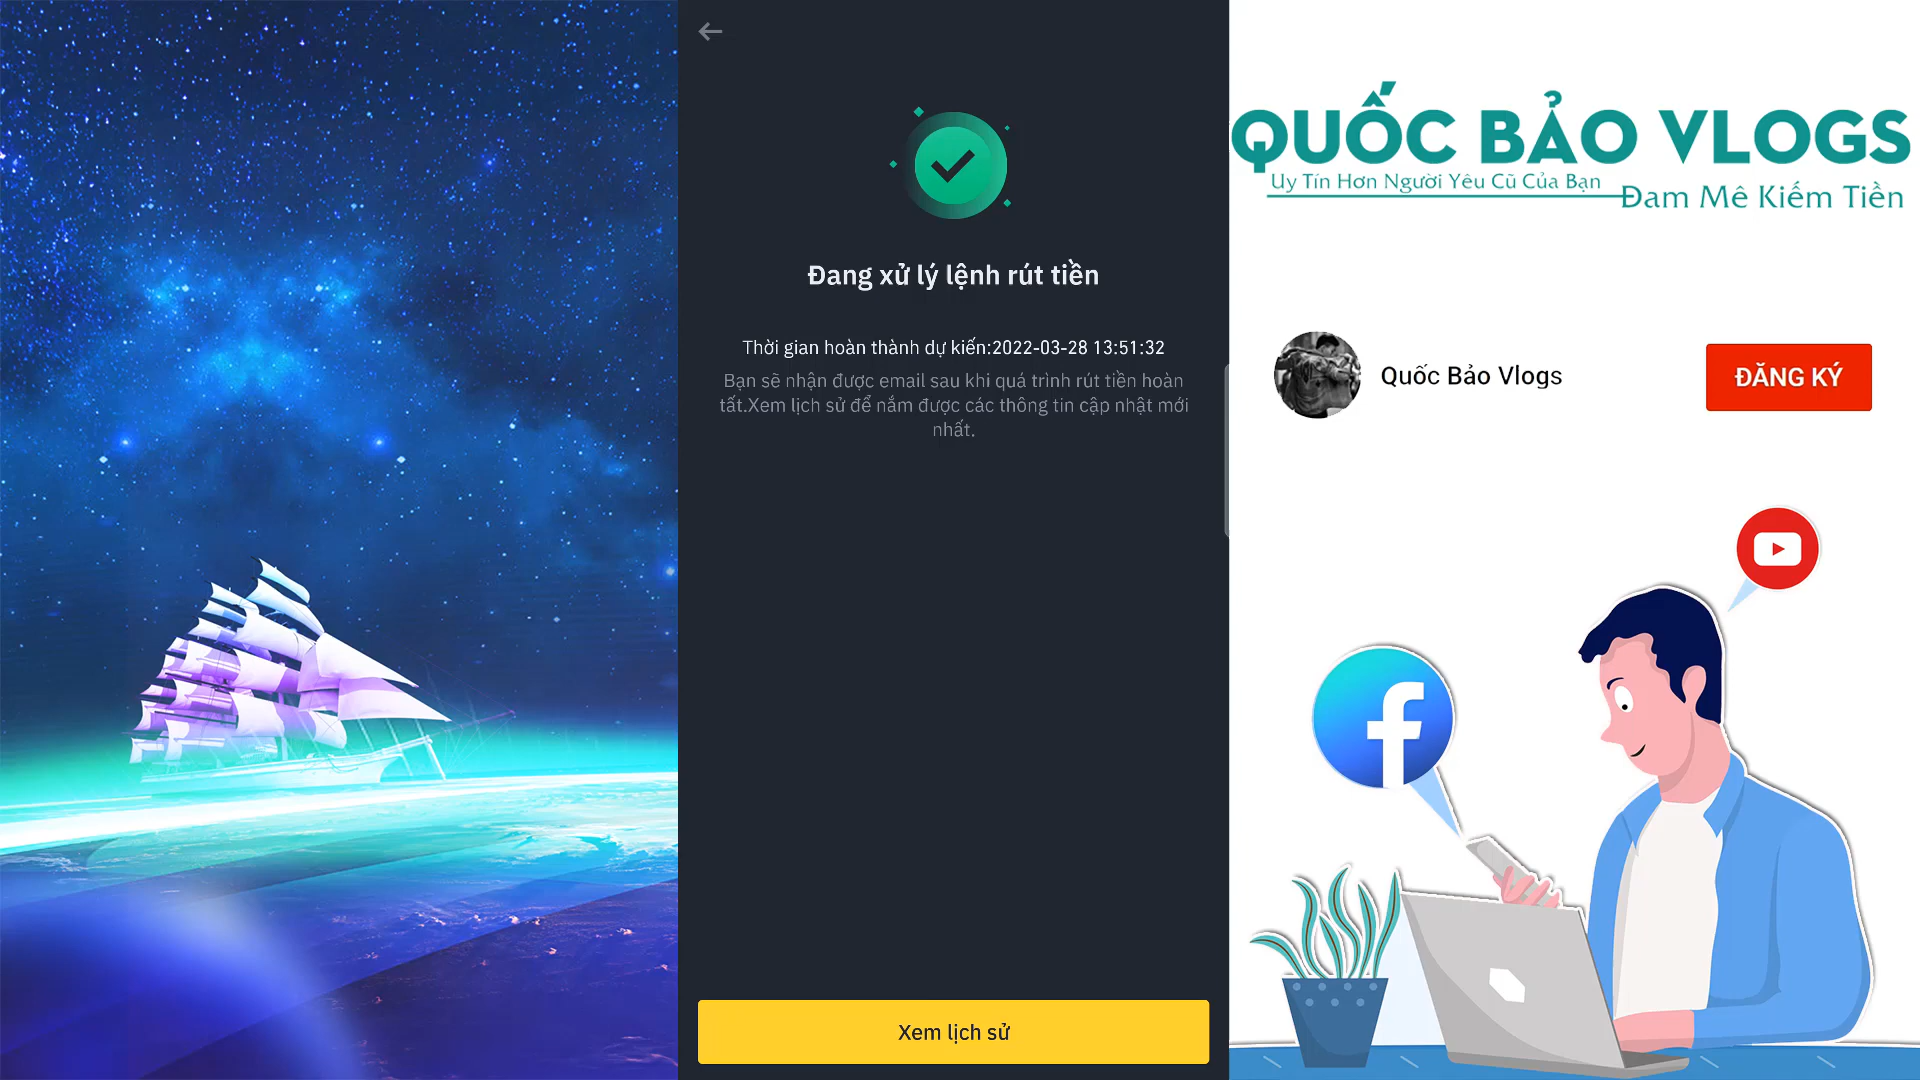 Đang xử lý lệnh rút tiền
Thời gian hoàn thành dự kiến:2022-03-28 13:51:32
Bạn sẽ nhận được email sau khi quá trình rút tiền hoàn
tất.Xem lịch sử để nắm được các thông tin cập nhật mới
nhất.
Xem lịch sử
QUỐC BẢO VLOGS
Uy Tín Hơn Người Yêu Cũ Của Bạn
Đam Mê Kiếm Tiền
Quốc Bảo Vlogs
ĐĂNG KÝ